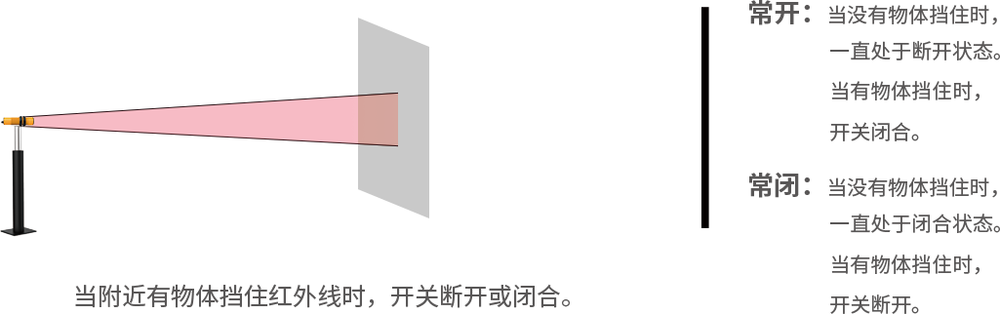 常开：当没有物体挡住时，
一直处于断开状态。
当有物体挡住时，
开关闭合。
常闭：当没有物体挡住时，
一直处于闭合状态。
当有物体挡住时，
开关断开。
当附近有物体挡住红外线时，开关断开或闭合。